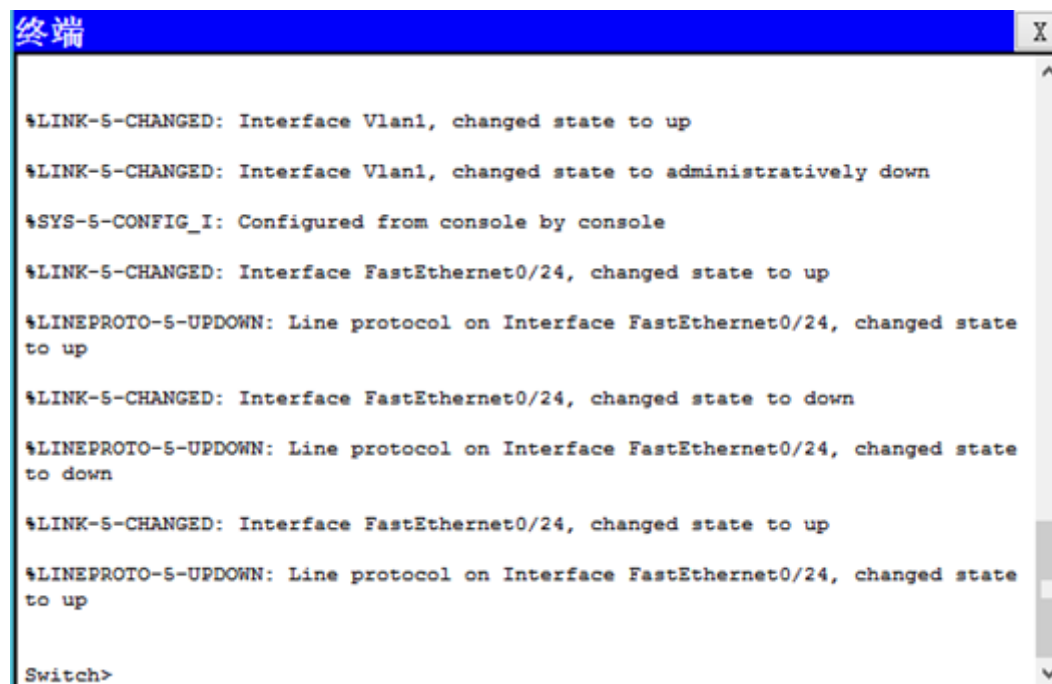 终端
X
%LINK-5-CHANGED: Interface Vlan1, changed state to up
%LINK-5-CHANGED: Interface Vlan1, changed state to administratively down
%SYS-5-CONFIG_I: Configured from console by console
%LINK-5-CHANGED: Interface FastEthernet0/24, changed state to up
%LINEPROTO-5-UPDOWN: Line protocol on Interface FastEthernet0/24, changed state
to up
%LINK-5-CHANGED: Interface FastEthernet0/24, changed state to down
%LINEPROTO-5-UPDOWN: Line protocol on Interface FastEthernet0/24, changed state
to down
%LINK-5-CHANGED: Interface FastEthernet0/24, changed state to up
%LINEPROTO-5-UPDOWN: Line protocol on Interface FastEthernet0/24, changed state
to up
Switch>